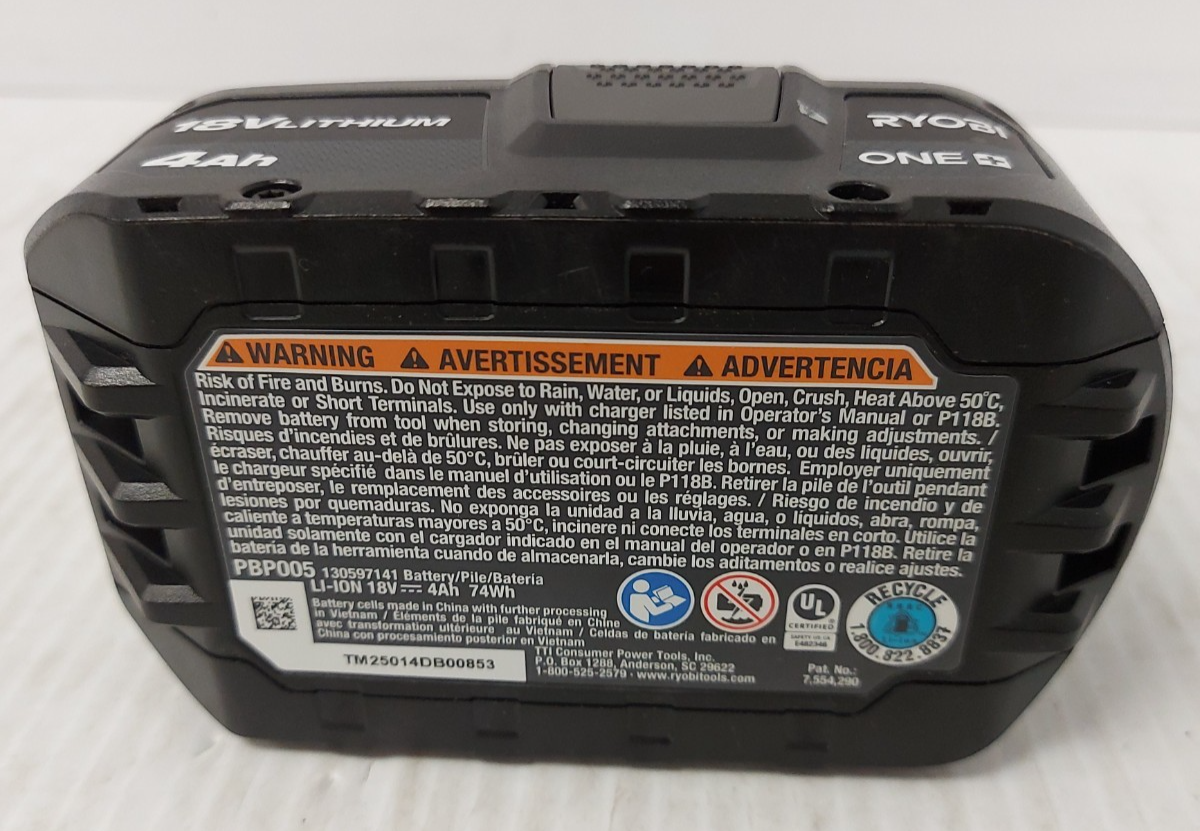 18V LITHIUM
4Ah
RYOBI
ONE+
WARNING AVERTISSEMENT ADVERTENCIA
Risk of Fire and Burns. Do Not Expose to Rain, Water, or Liquids, Open, Crush, Heat Above 50°C,
Incinerate or Short Terminals. Use only with charger listed in Operator's Manual or P118B.
Remove battery from tool when storing, changing attachments, or making adjustments. /
Risques d'incendies et de brûlures. Ne pas exposer à la pluie, à l'eau, ou des liquides, ouvrir,
écraser, chauffer au-delà de 50°C, brûler ou court-circuiter les bornes. Employer uniquement
le chargeur spécifié dans le manuel d'utilisation ou le P118B. Retirer la pile de l'outil pendant
d'entreposer, le remplacement des accessoires ou les réglages. / Riesgo de incendio y de
lesiones por quemaduras. No exponga la unidad a la lluvia, agua, o líquidos, abra, rompa,
caliente a temperaturas mayores a 50°C, incinere ni conecte los terminales en corto. Utilice la
unidad solamente con el cargador indicado en el manual del operador o en P118B. Retire la
batería de la herramienta cuando de almacenarla, cambie los aditamentos o realice ajustes.
PBP005 130597141 Battery/Pile/Batería
LI-ION 18V⎓ 4Ah 74Wh
Battery cells made in China with further processing
in Vietnam / Éléments de la pile fabriqué en Chine
avec transformation ultérieure au Vietnam / Celdas de batería fabricado en
China con procesamiento posterior en Vietnam
TM25014DB00853
TTI Consumer Power Tools, Inc.
P.O. Box 1288, Anderson, SC 29622
1-800-525-2579 · www.ryobitools.com
UL
CERTIFIED
SAFETY US-CA
E482346
RECYCLE
1.800.822.8837
Pat. No.:
7,554,290